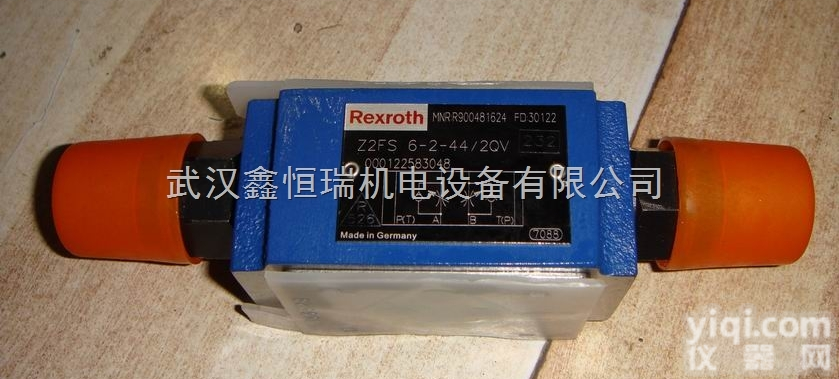 Rexroth MNR R900481624 FD 30122
Z2FS 6-2-44/2QV 232
000122583048
武汉鑫恒瑞机电设备有限公司
P(T) A B T(P)
Made in Germany 7088
yiqi.com
仪器网